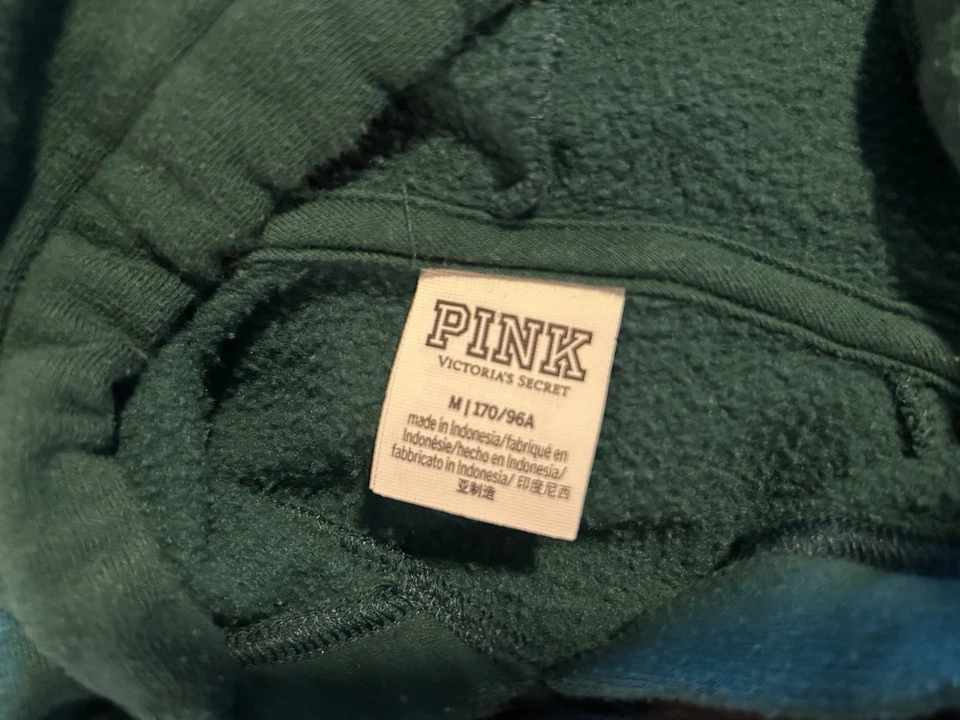 PINK
VICTORIA'S SECRET
M | 170/96A
made in Indonesia/fabriqué en
Indonésie/hecho en Indonesia/
fabbricato in Indonesia/ 印度尼西
亚制造